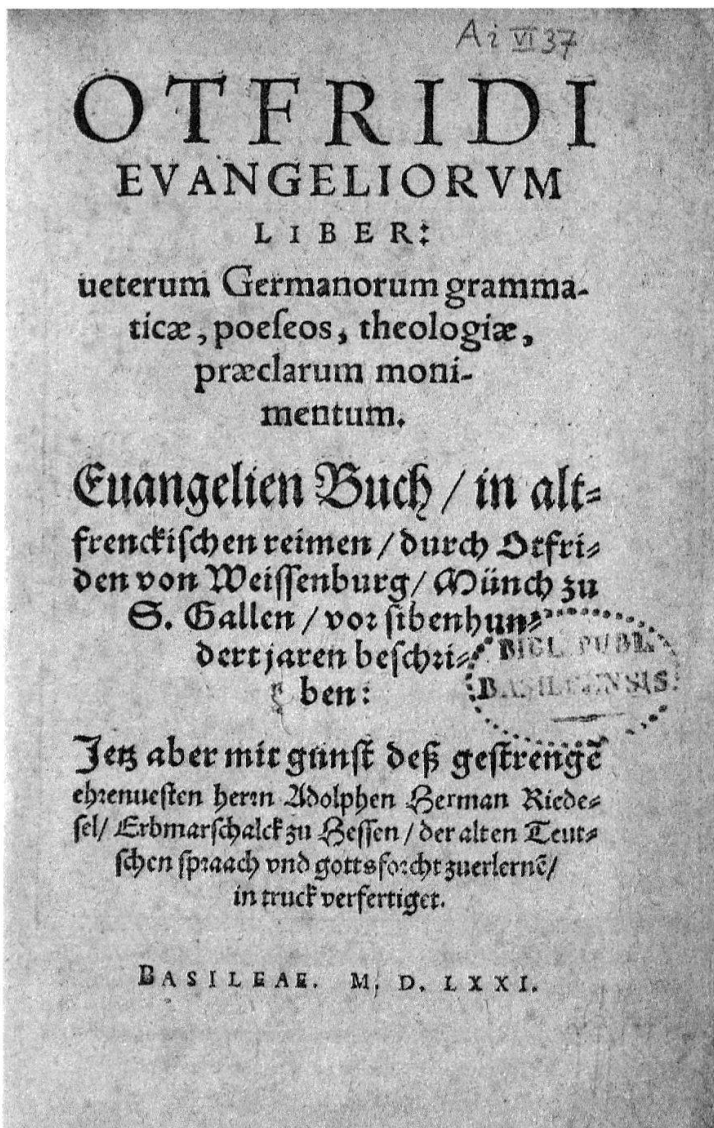 Ai VI 37
OTFRIDI
EVANGELIORVM
LIBER:
ueterum Germanorum gramma-
ticæ, poeſeos, theologiæ,
præclarum moni-
mentum.
Euangelien Buch / in alt=
frenckiſchen reimen / durch Otfri=
den von Weiſſenburg / Münch zu
S. Gallen / vor ſibenhun=
dert jaren beſchri=
ben:
BIBL. PUBL.
BASILEENSIS.
Jetz aber mit gunſt deß geſtrengē
ehrenueſten herrn Adolphen Herman Riede=
ſel / Erbmarſchalck zu Heſſen / der alten Teut=
ſchen ſpraach vnd gottsforcht zuerlernē /
in truck verfertiget.
BASILEAE. M. D. LXXI.